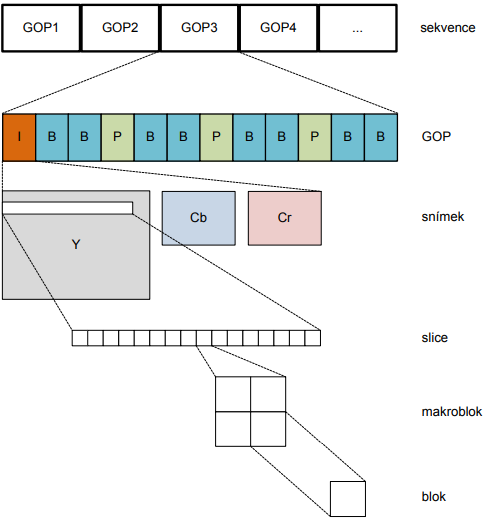 GOP1 GOP2 GOP3 GOP4 ... sekvence
I B B P B B P B B P B B GOP
Y Cb Cr snímek
slice
makroblok
blok